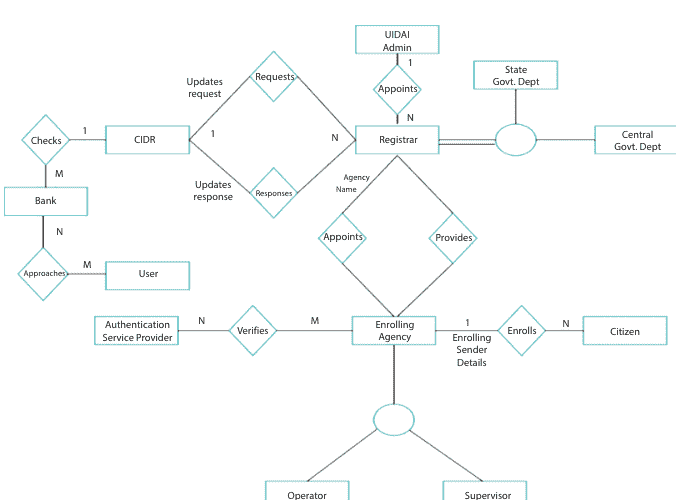 UIDAI
Admin
1
State
Govt. Dept
Requests
Updates
request
Appoints
N
Checks
1
CIDR
1
N
Registrar
Central
Govt. Dept
M
Agency
Name
Updates
response
Responses
Bank
N
Appoints
Provides
Approaches
M
User
Authentication
Service Provider
N
Verifies
M
Enrolling
Agency
1
Enrolling
Sender
Details
Enrolls
N
Citizen
Operator
Supervisor